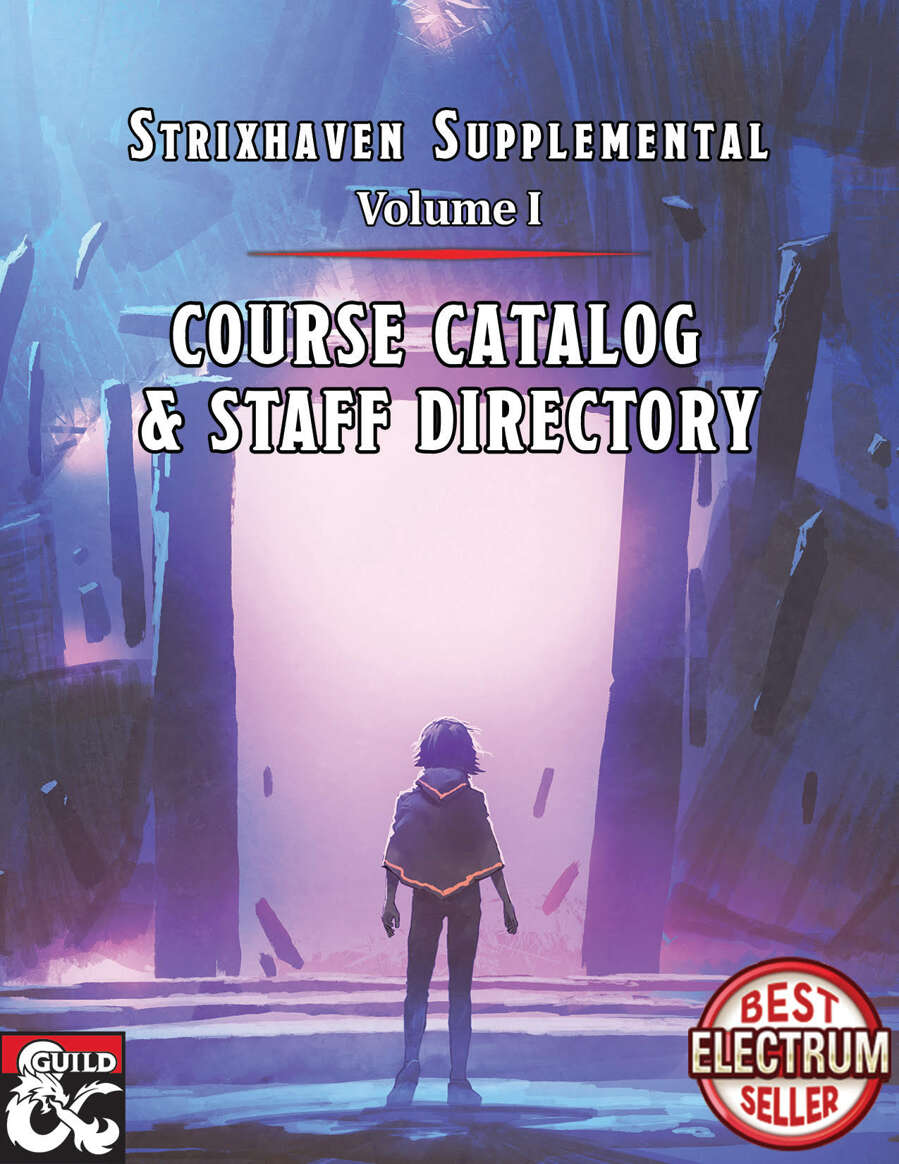 Strixhaven Supplemental
Volume I
COURSE CATALOG
& STAFF DIRECTORY
GUILD
BEST
ELECTRUM
SELLER